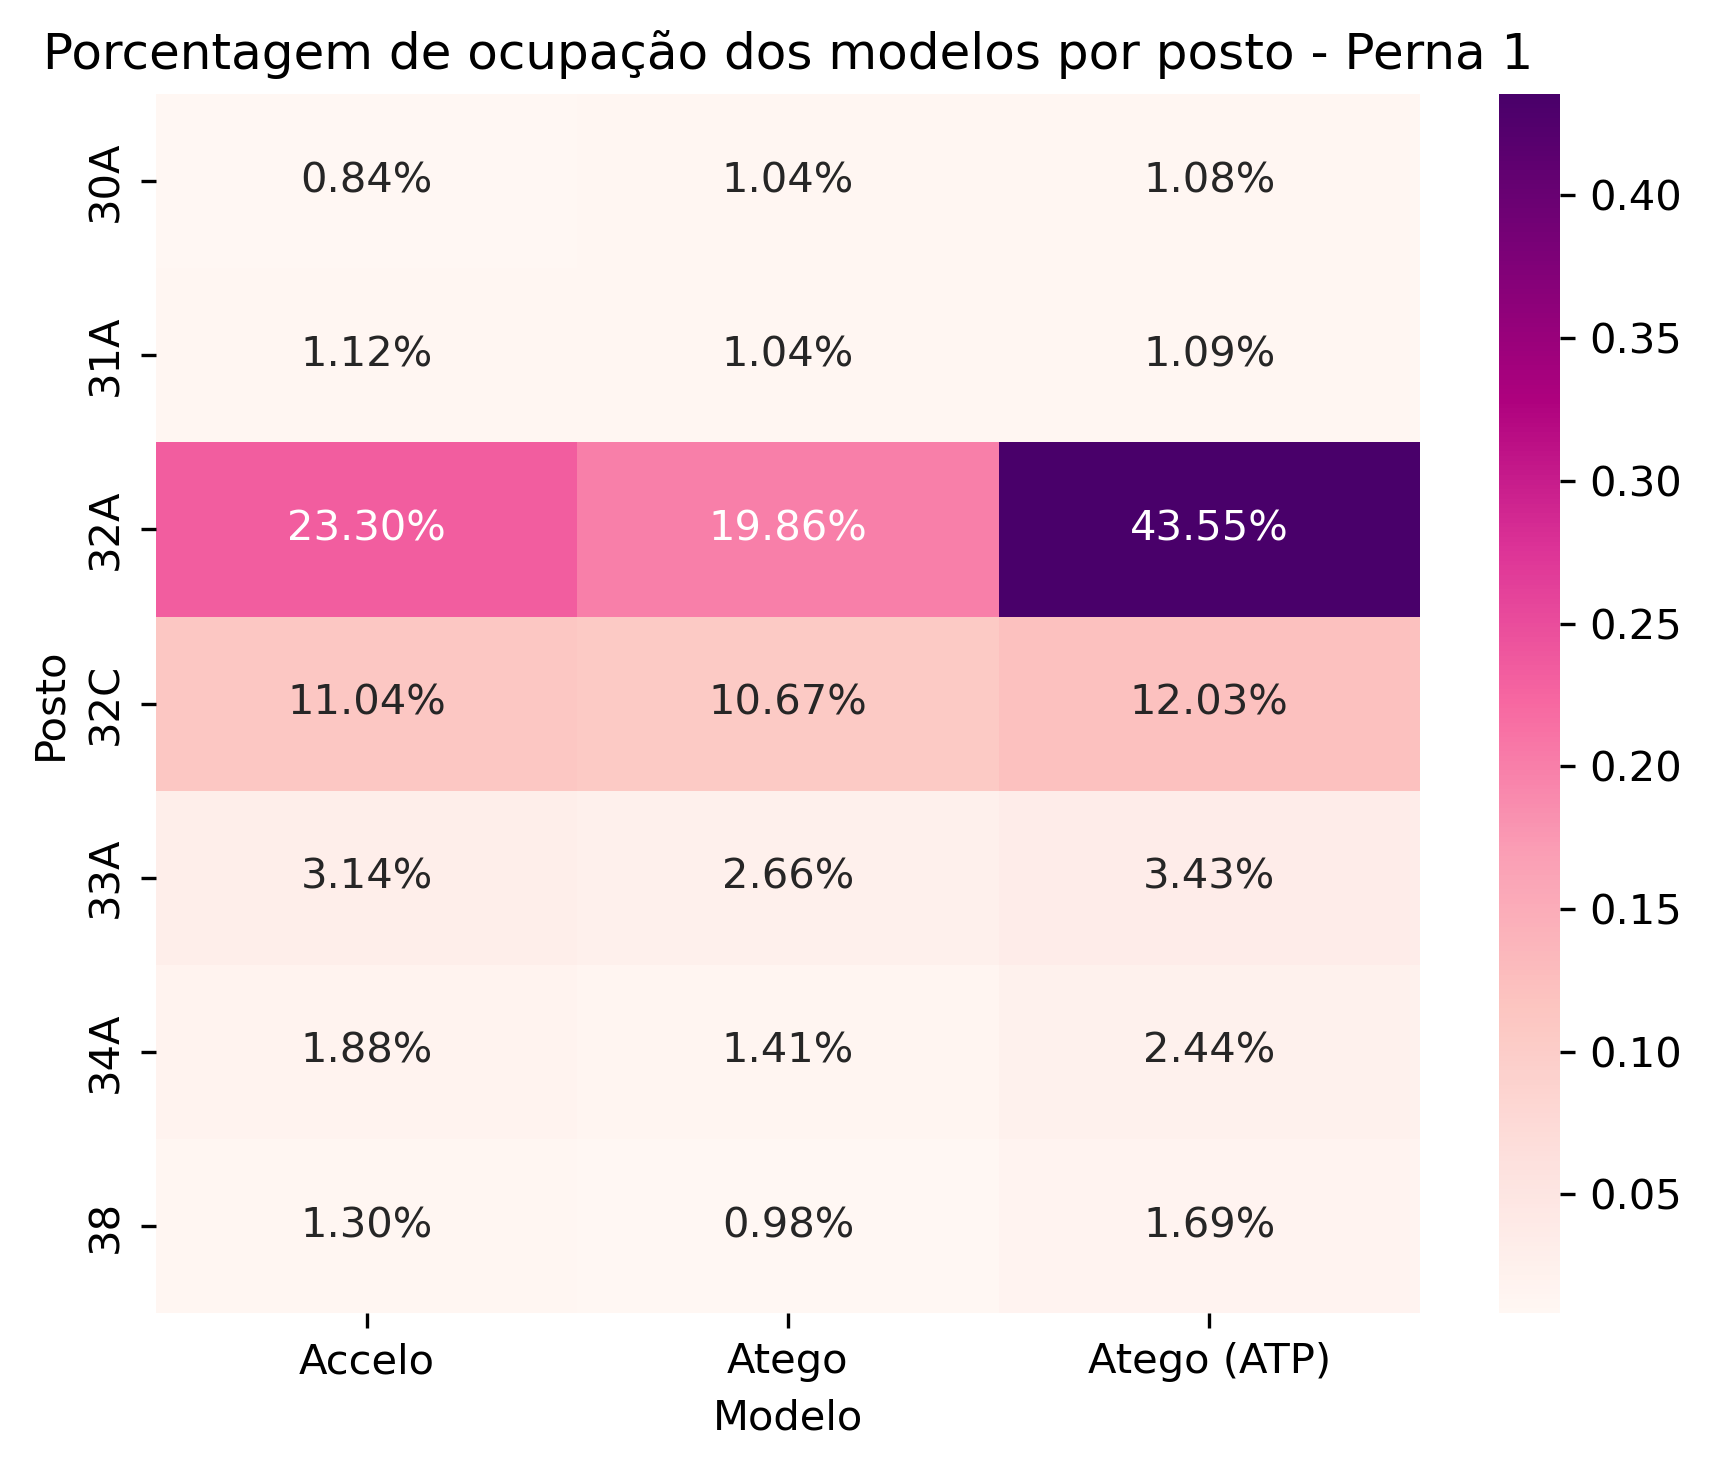 Porcentagem de ocupação dos modelos por posto - Perna 1
30A 0.84% 1.04% 1.08%
31A 1.12% 1.04% 1.09%
32A 23.30% 19.86% 43.55%
32C 11.04% 10.67% 12.03%
33A 3.14% 2.66% 3.43%
34A 1.88% 1.41% 2.44%
38 1.30% 0.98% 1.69%
Posto
Accelo Atego Atego (ATP)
Modelo
0.40
0.35
0.30
0.25
0.20
0.15
0.10
0.05